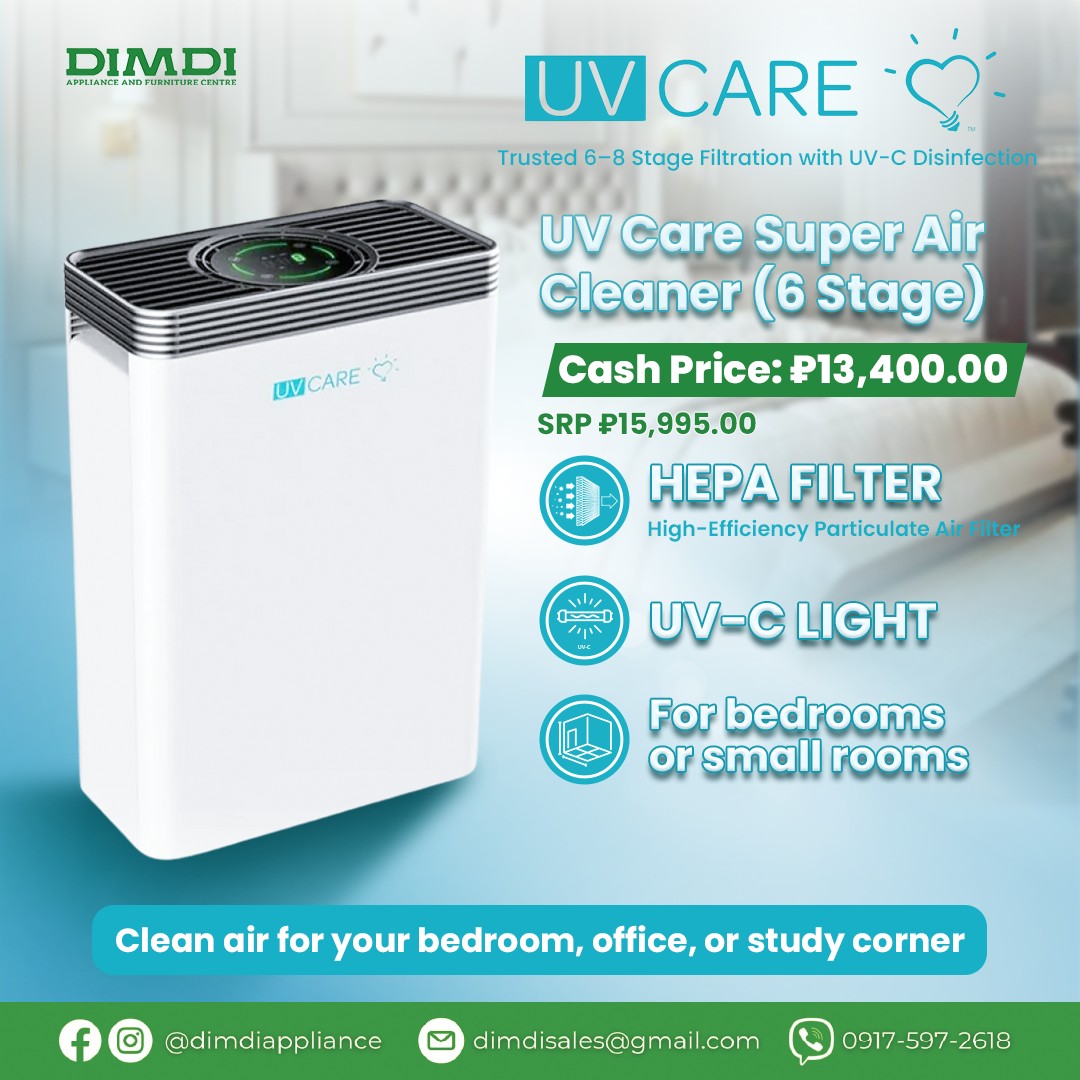 DIMDI
APPLIANCE AND FURNITURE CENTRE
UV CARE
TM
Trusted 6-8 Stage Filtration with UV-C Disinfection
UV Care Super Air
Cleaner (6 Stage)
Cash Price: ₱13,400.00
SRP ₱15,995.00
UV CARE
HEPA FILTER
High-Efficiency Particulate Air Filter
UV-C
UV-C LIGHT
For bedrooms
or small rooms
Clean air for your bedroom, office, or study corner
@dimdiappliance
dimdisales@gmail.com
0917-597-2618